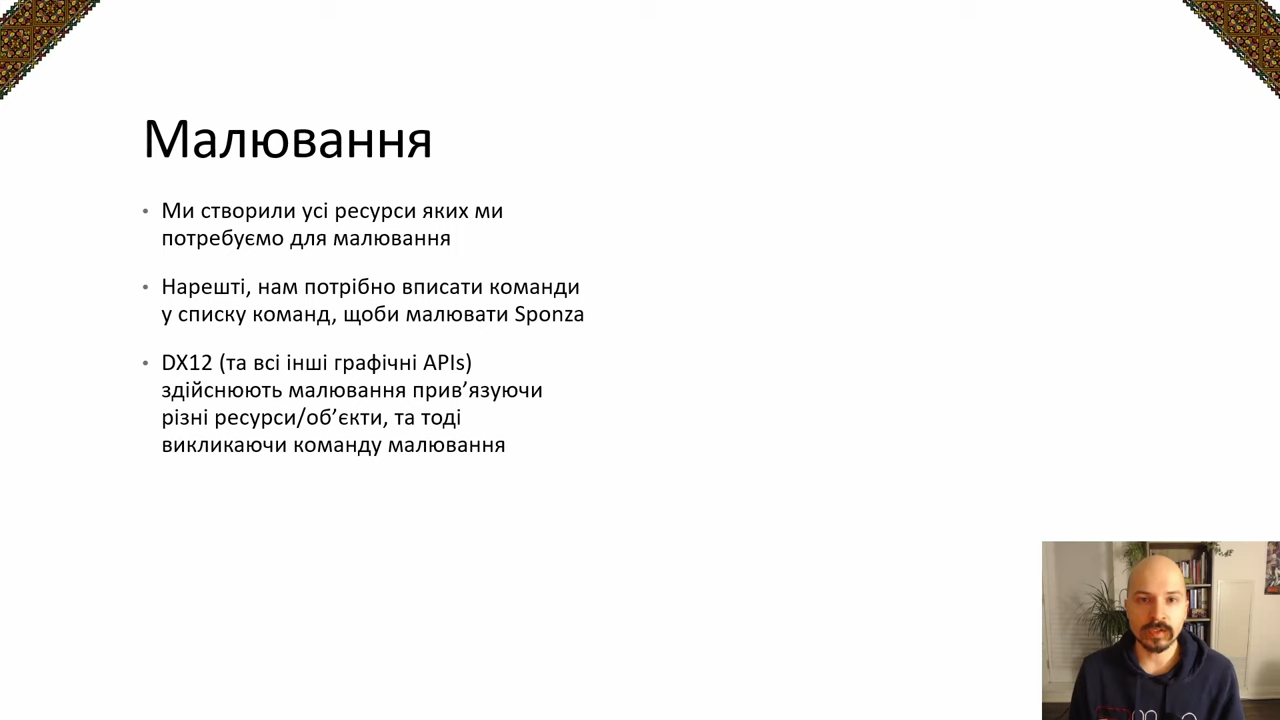 Малювання
• Ми створили усі ресурси яких ми
потребуємо для малювання
• Нарешті, нам потрібно вписати команди
у списку команд, щоби малювати Sponza
• DX12 (та всі інші графічні APIs)
здійснюють малювання прив’язуючи
різні ресурси/об’єкти, та тоді
викликаючи команду малювання